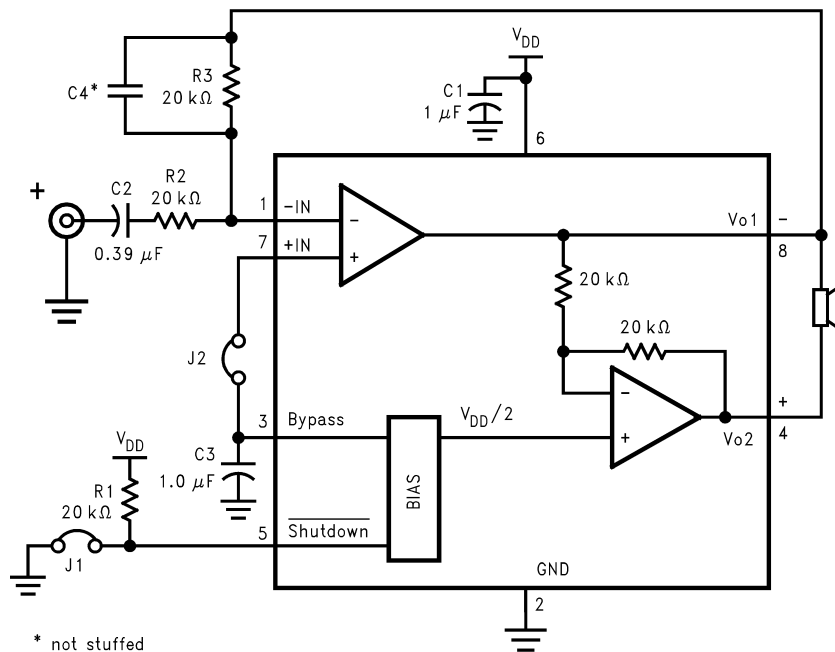 V_DD
C4*
R3
20 kΩ
C1
1 μF
6
+
C2
0.39 μF
R2
20 kΩ
1
-IN
7
+IN
-
+
Vo1
-
8
20 kΩ
20 kΩ
J2
3
Bypass
V_DD/2
-
+
+
4
Vo2
C3
1.0 μF
BIAS
V_DD
R1
20 kΩ
5
Shutdown
J1
GND
2
* not stuffed